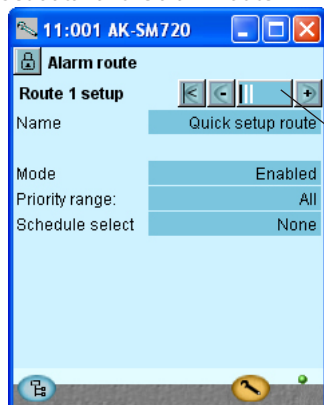 11:001 AK-SM720
Alarm route
Route 1 setup
Name Quick setup route
Mode Enabled
Priority range: All
Schedule select None